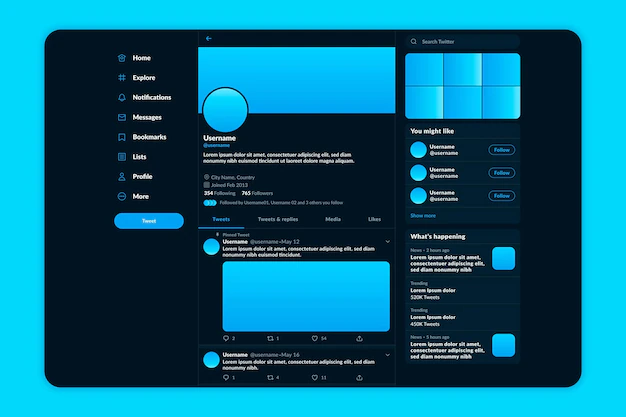 Home
Explore
Notifications
Messages
Bookmarks
Lists
Profile
More
Tweet
Username
@username
Lorem ipsum dolor sit amet, consectetuer adipiscing elit, sed diam
nonummy nibh euismod tincidunt ut laoreet dolore magna aliquam.
City Name, Country
Joined Feb 2013
354 Following 765 Followers
Followed by Username01, Username 02 and 3 others you follow
Tweets Tweets & replies Media Likes
Pinned Tweet
Username @username•May 12
Lorem ipsum dolor sit amet, consectetuer adipiscing elit, sed diam
nonummy nibh euismod tincidunt.
2 1 54
Username @username•May 16
Lorem ipsum dolor sit amet, consectetuer adipiscing elit, sed diam
nonummy nibh.
1 4 11
Search Twitter
You might like
Username
@username
Follow
Username
@username
Follow
Username
@username
Follow
Show more
What's happening
News • 2 hours ago
Lorem ipsum dolor sit amet,
consectetuer adipiscing elit,
sed diam nonummy nibh
Trending
Lorem ipsum dolor
520K Tweets
Trending
Lorem ipsum dolor
450K Tweets
News • 5 hours ago
Lorem ipsum dolor sit amet,
consectetuer adipiscing elit,
sed diam nonummy nibh